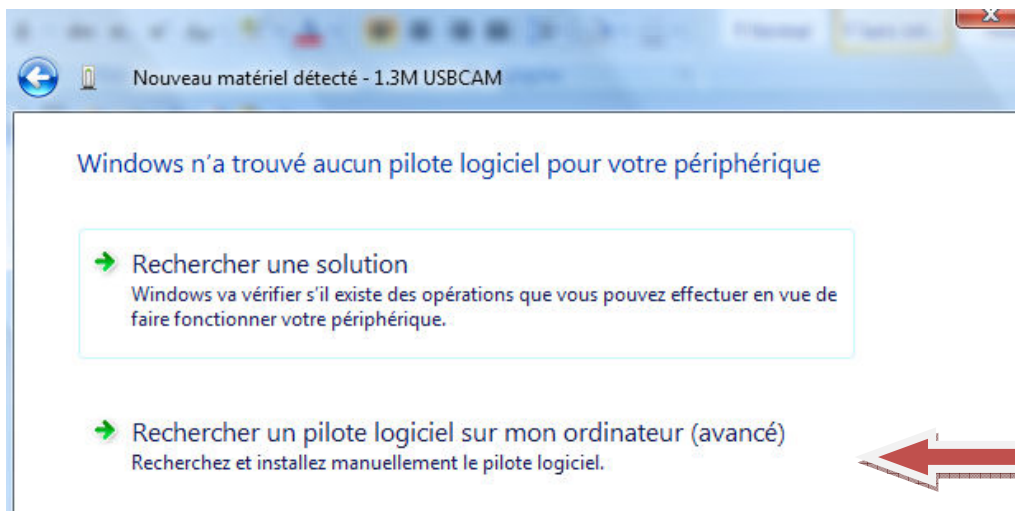 Nouveau matériel détecté - 1.3M USBCAM
Windows n'a trouvé aucun pilote logiciel pour votre périphérique
Rechercher une solution
Windows va vérifier s'il existe des opérations que vous pouvez effectuer en vue de
faire fonctionner votre périphérique.
Rechercher un pilote logiciel sur mon ordinateur (avancé)
Recherchez et installez manuellement le pilote logiciel.